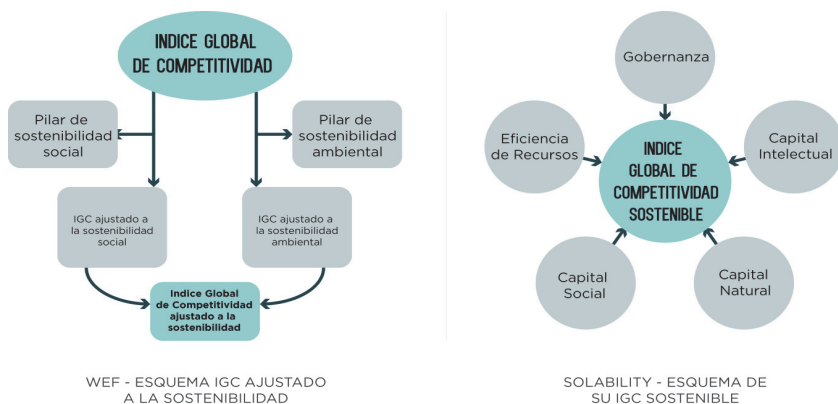 INDICE GLOBAL
DE COMPETITIVIDAD
Pilar de
sostenibilidad
social
Pilar de
sostenibilidad
ambiental
IGC ajustado a
la sostenibilidad
social
IGC ajustado a
la sostenibilidad
ambiental
Indice Global
de Competitividad
ajustado a la
sostenibilidad
WEF - ESQUEMA IGC AJUSTADO
A LA SOSTENIBILIDAD
Gobernanza
Eficiencia
de Recursos
Capital
Intelectual
INDICE
GLOBAL DE
COMPETITIVIDAD
SOSTENIBLE
Capital
Social
Capital
Natural
SOLABILITY - ESQUEMA DE
SU IGC SOSTENIBLE